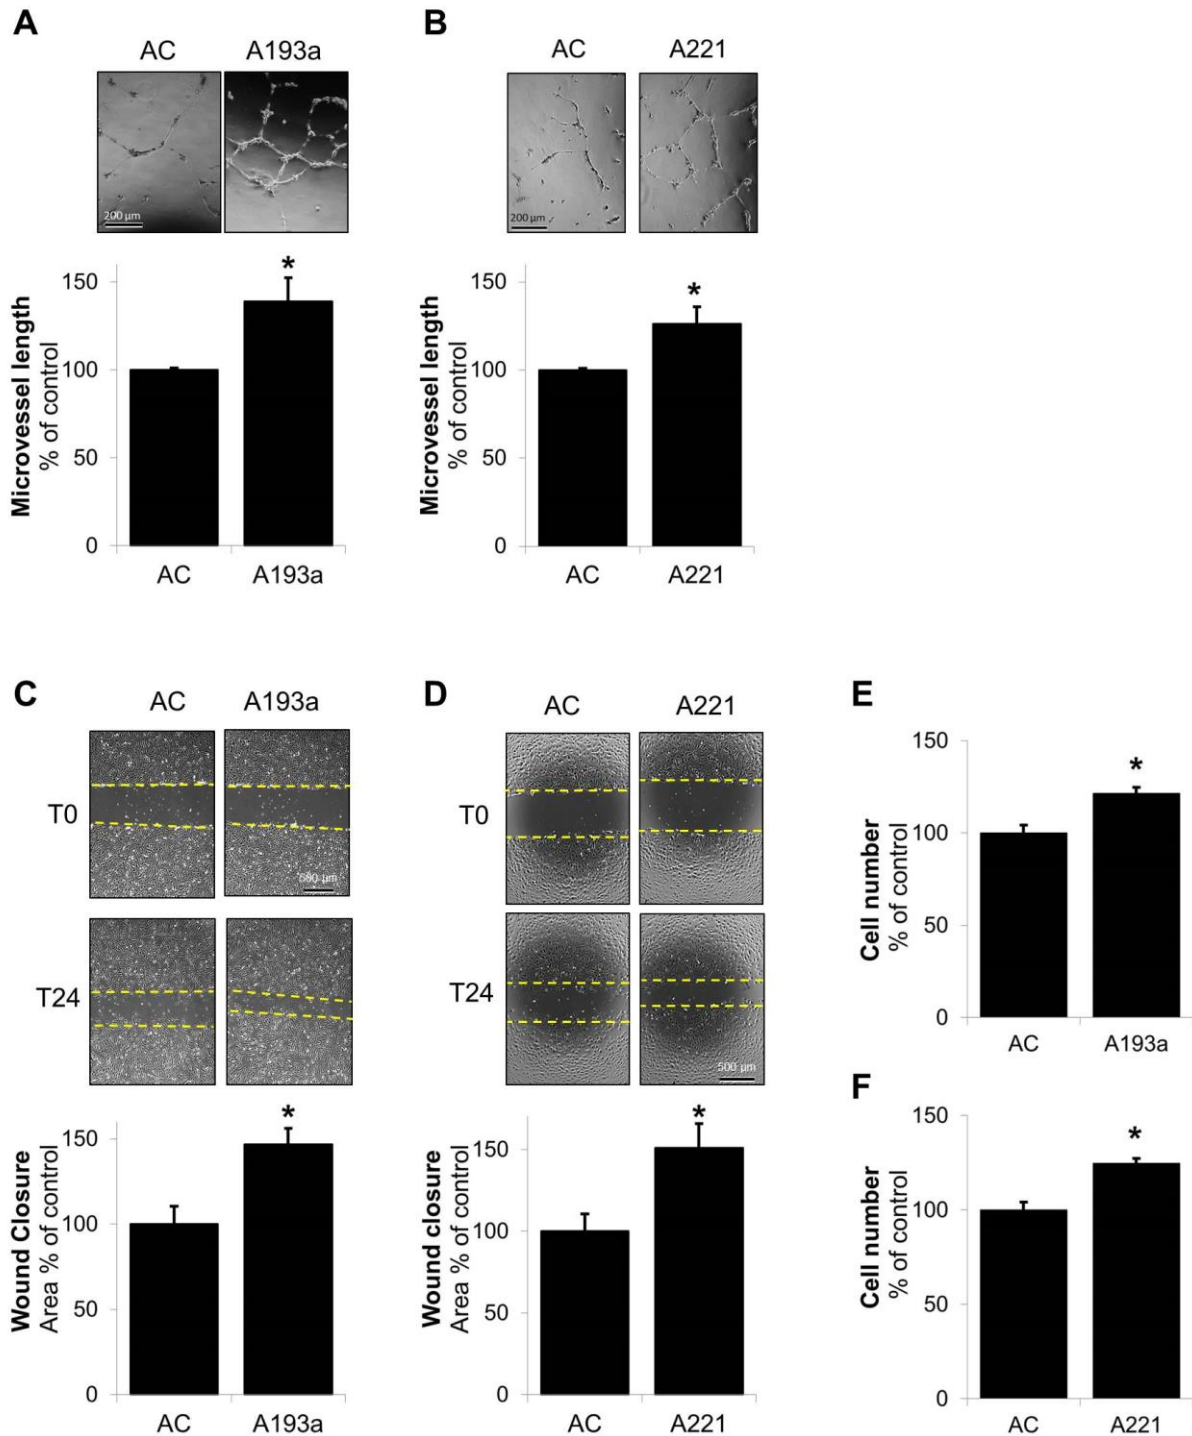 A
AC A193a
200 µm
*
150
100
50
0
Microvessel length
% of control
AC A193a
B
AC A221
200 µm
*
150
100
50
0
Microvessel length
% of control
AC A221
C
AC A193a
T0
500 µm
T24
*
150
100
50
0
Wound Closure
Area % of control
AC A193a
D
AC A221
T0
T24
500 µm
*
150
100
50
0
Wound closure
Area % of control
AC A221
E
*
150
100
50
0
Cell number
% of control
AC A193a
F
*
150
100
50
0
Cell number
% of control
AC A221